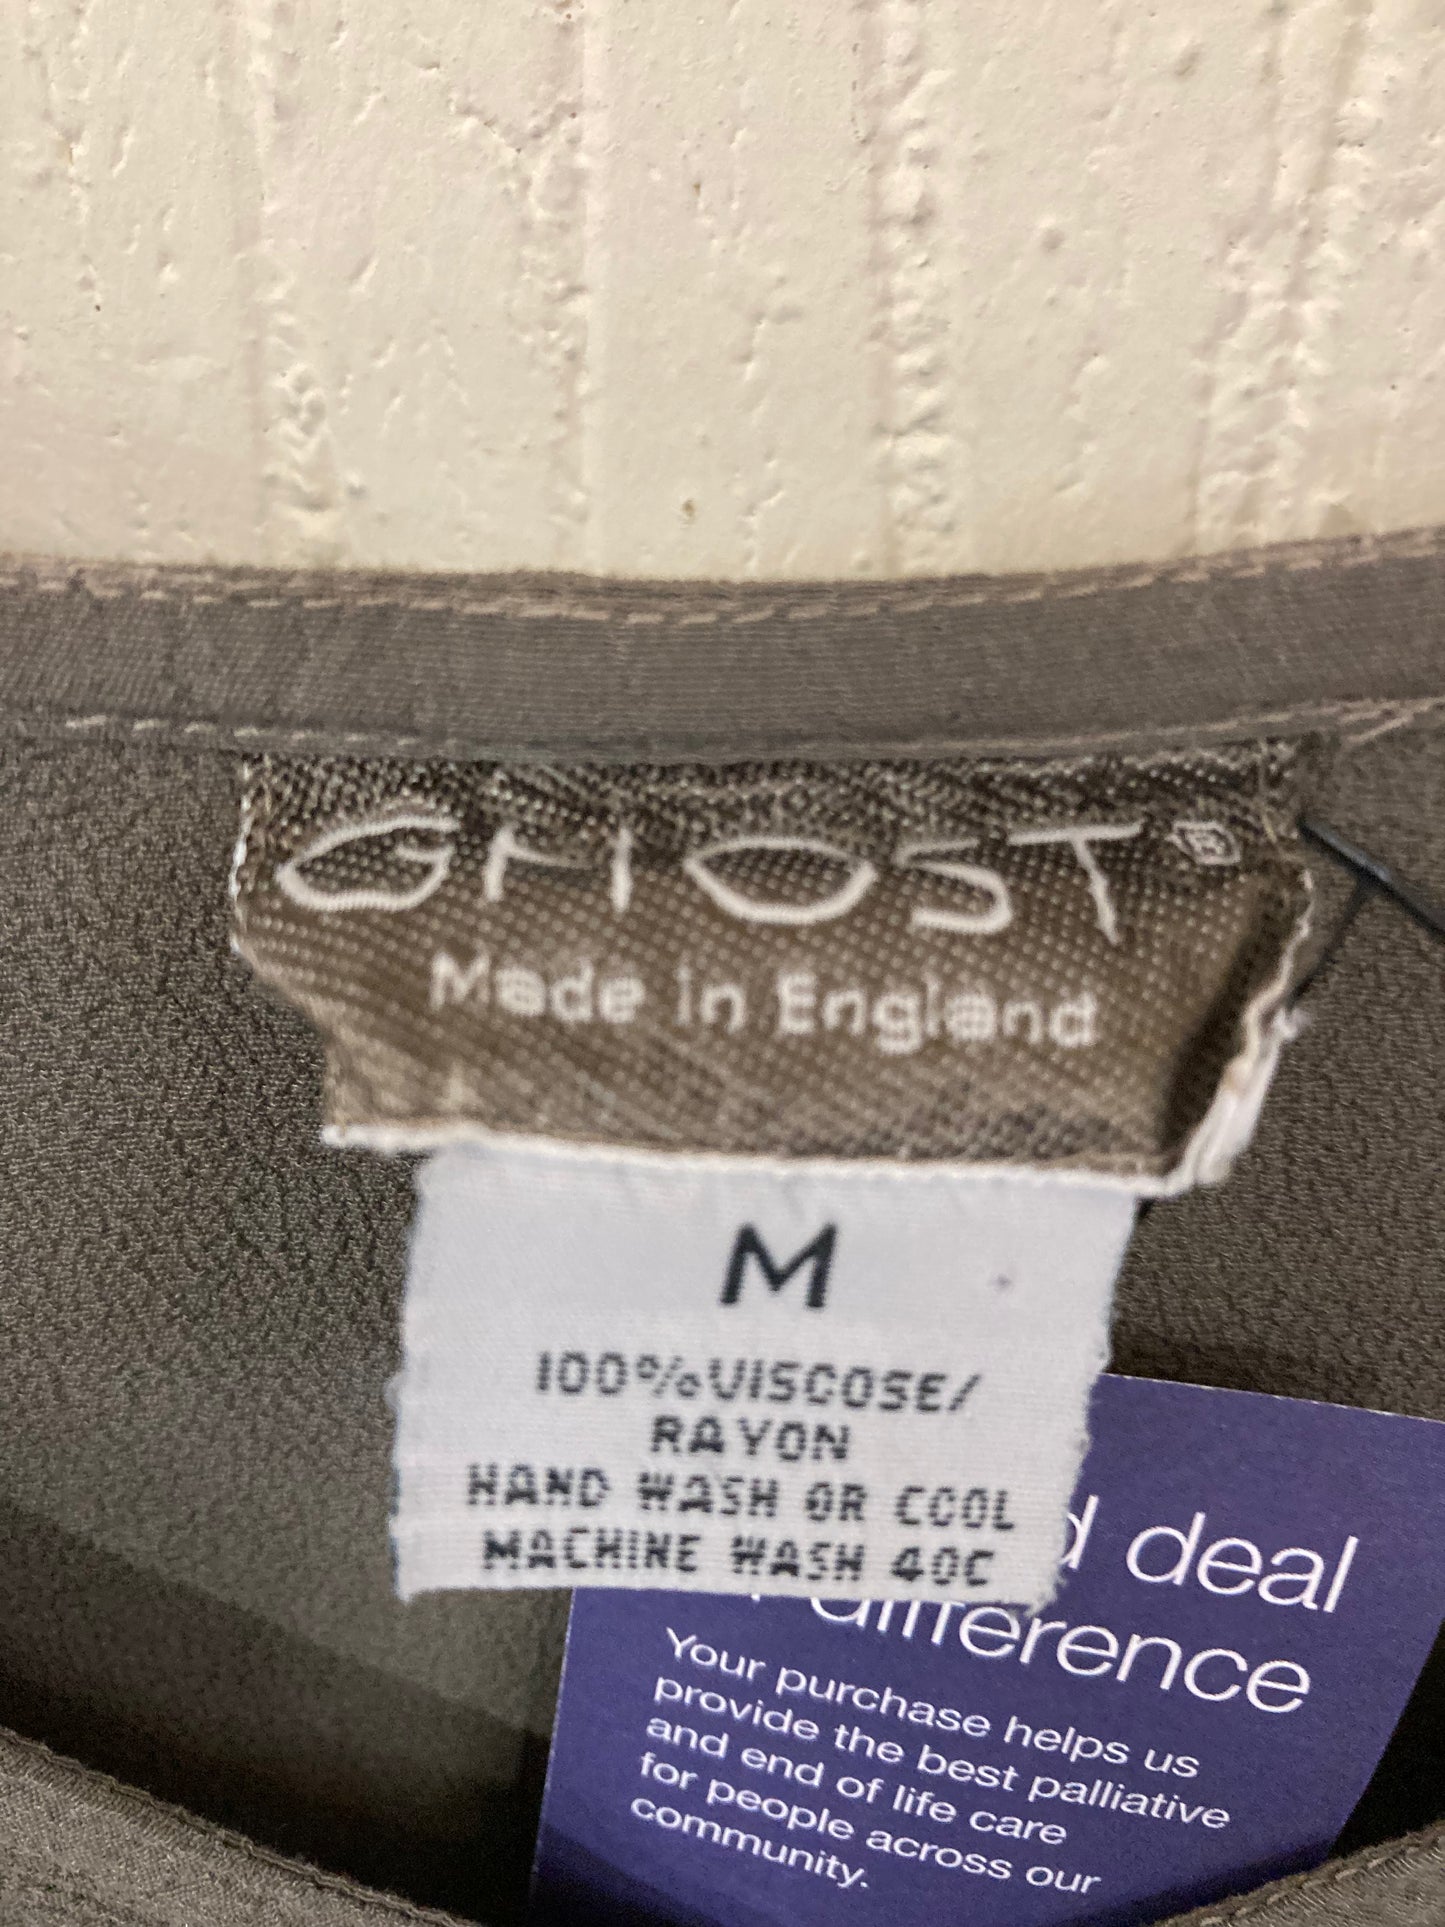 GHOST ®
Made in England
M
100%VISCOSE/
RAYON
HAND WASH OR COOL
MACHINE WASH 40C
deal
difference
Your purchase helps us
provide the best palliative
and end of life care
for people across our
community.